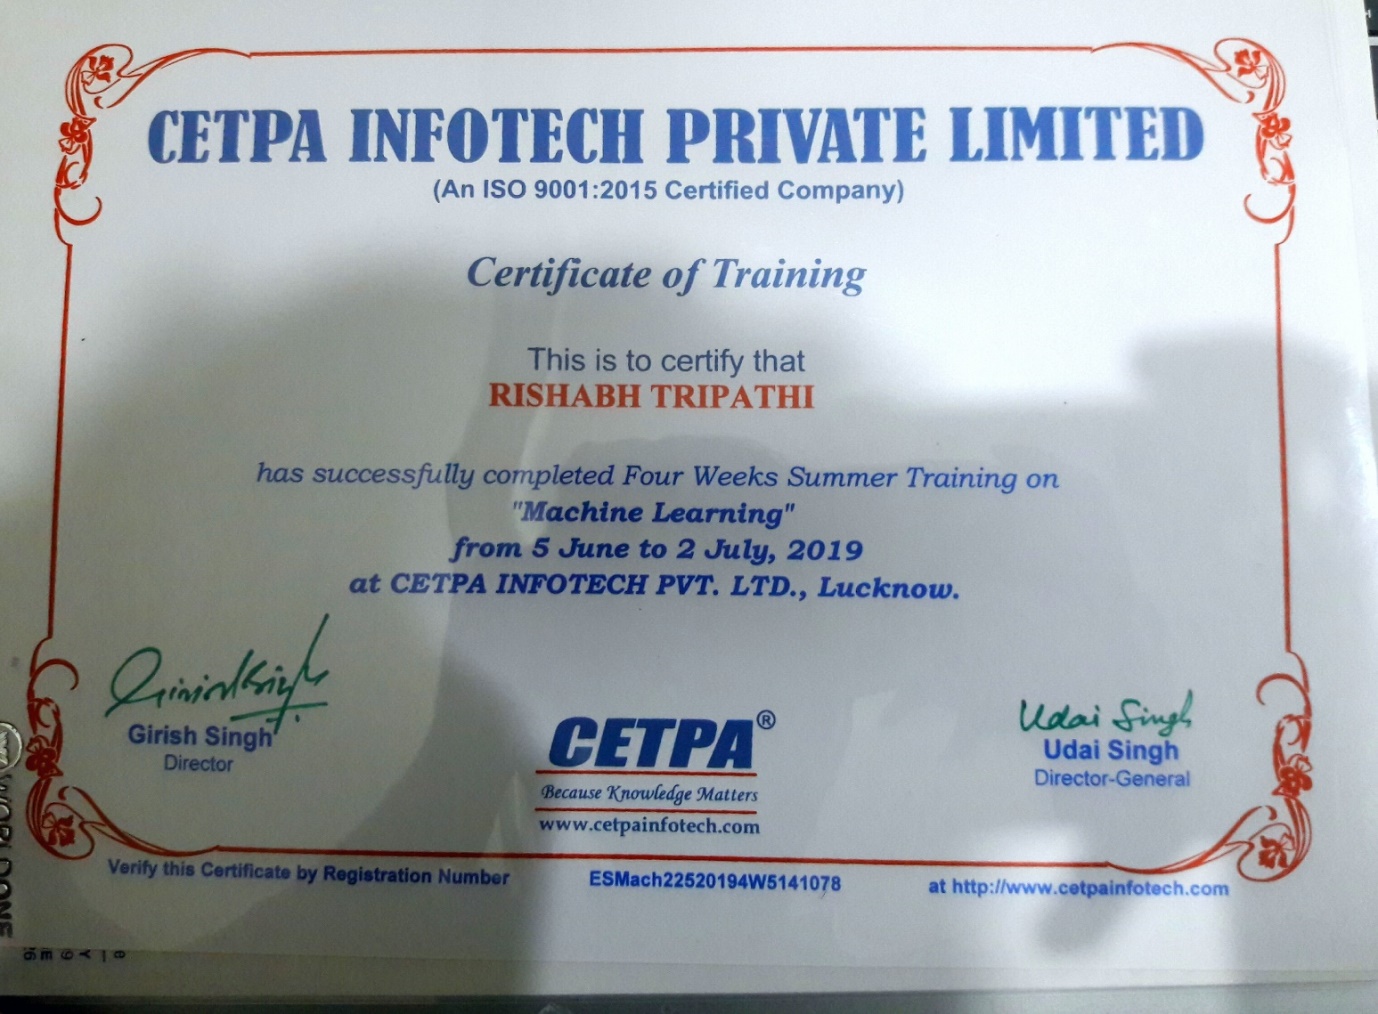 CETPA INFOTECH PRIVATE LIMITED
(An ISO 9001:2015 Certified Company)
Certificate of Training
This is to certify that
RISHABH TRIPATHI
has successfully completed Four Weeks Summer Training on
"Machine Learning"
from 5 June to 2 July, 2019
at CETPA INFOTECH PVT. LTD., Lucknow.
Girish Singh
Director
CETPA®
Because Knowledge Matters
www.cetpainfotech.com
Udai Singh
Udai Singh
Director-General
Verify this Certificate by Registration Number ESMach22520194W5141078 at http://www.cetpainfotech.com